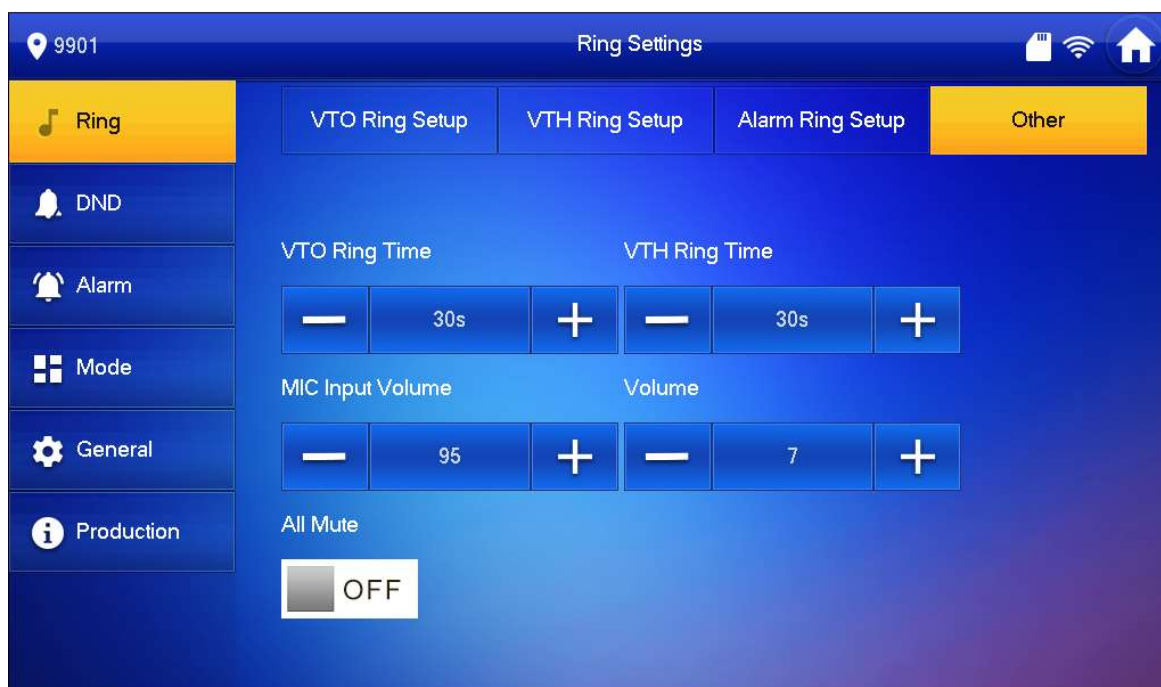 9901
Ring Settings
Ring
VTO Ring Setup
VTH Ring Setup
Alarm Ring Setup
Other
DND
Alarm
Mode
General
Production
VTO Ring Time
VTH Ring Time
30s
30s
MIC Input Volume
Volume
95
7
All Mute
OFF